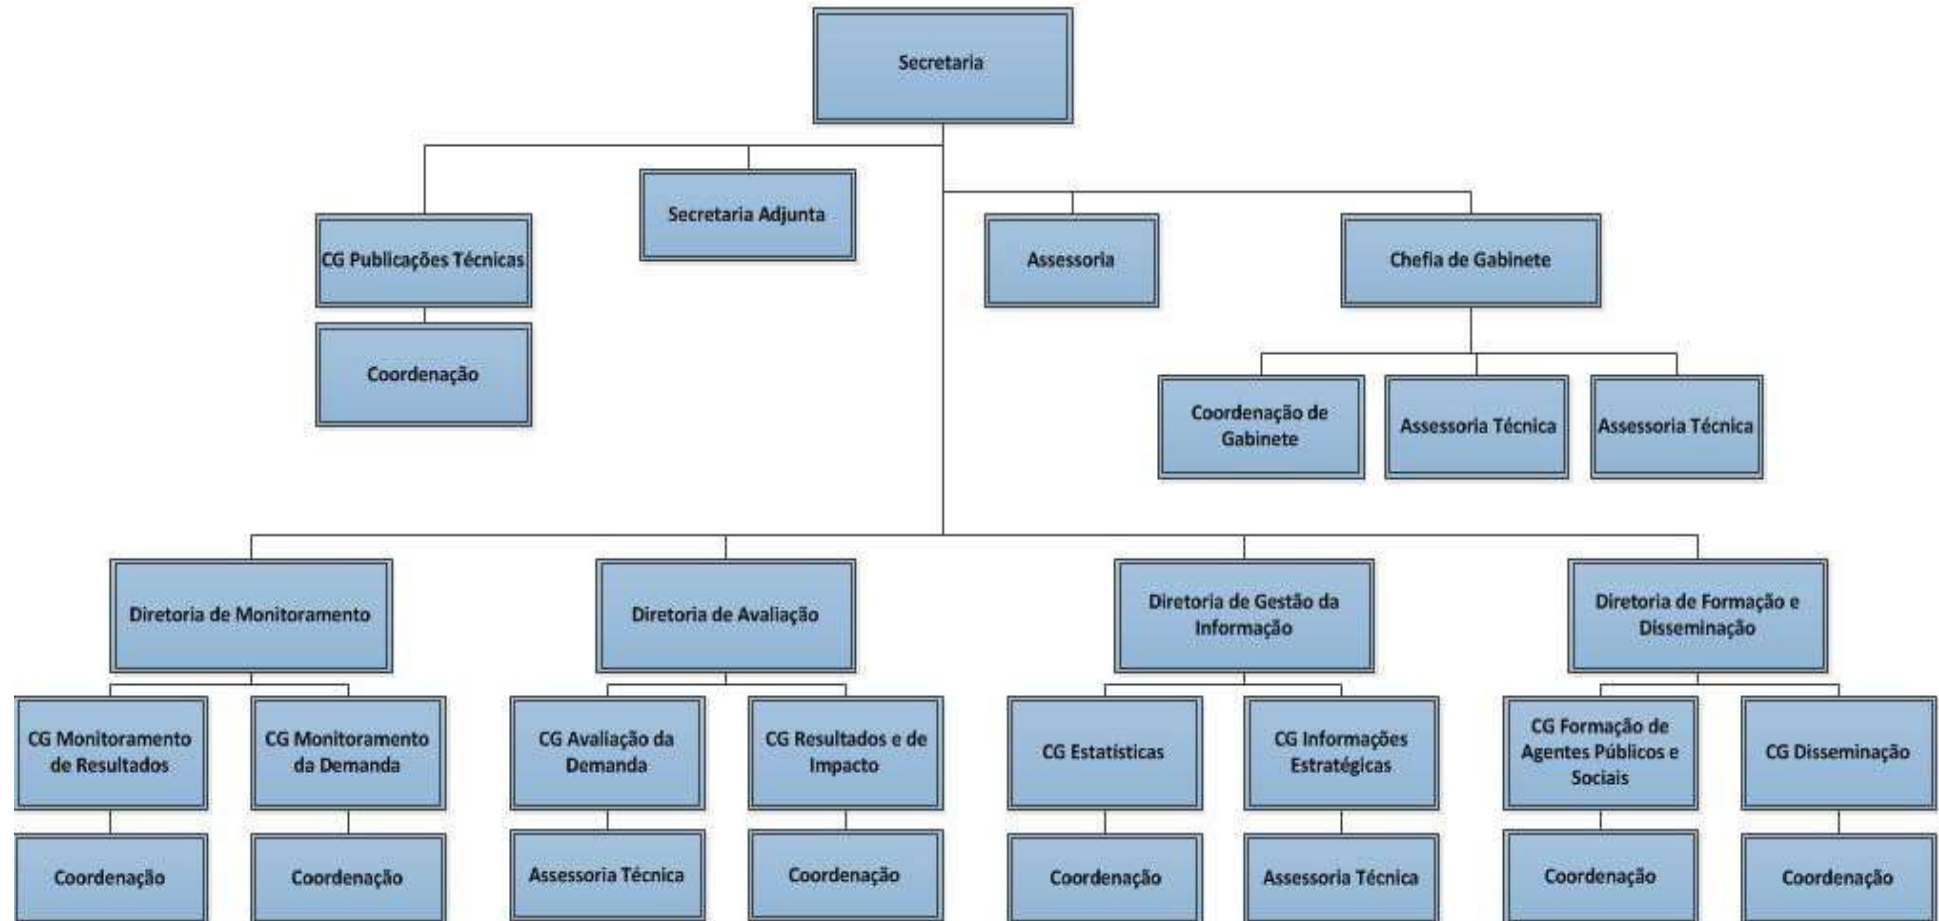 Secretaria
Secretaria Adjunta
CG Publicações Técnicas
Assessoria
Chefia de Gabinete
Coordenação
Coordenação de
Gabinete
Assessoria Técnica
Assessoria Técnica
Diretoria de Monitoramento
Diretoria de Avaliação
Diretoria de Gestão da
Informação
Diretoria de Formação e
Disseminação
CG Monitoramento
de Resultados
CG Monitoramento
da Demanda
CG Avaliação da
Demanda
CG Resultados e de
Impacto
CG Estatísticas
CG Informações
Estratégicas
CG Formação de
Agentes Públicos e
Sociais
CG Disseminação
Coordenação
Coordenação
Assessoria Técnica
Coordenação
Coordenação
Assessoria Técnica
Coordenação
Coordenação